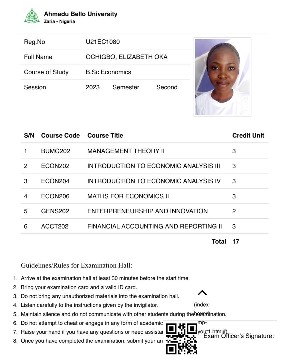 Ahmadu Bello University
Zaria - Nigeria
Reg.No U21EC1080
Full Name OCHIGBO, ELIZABETH OKA
Course of Study B.Sc Economics
Session 2023 Semester Second
S/N Course Code Course Title Credit Unit
1 BUMG202 MANAGEMENT THEORY II 3
2 ECON202 INTRODUCTION TO ECONOMIC ANALYSIS III 3
3 ECON204 INTRODUCTION TO ECONOMIC ANALYSIS IV 3
4 ECON206 MATHS FOR ECONOMICS II 3
5 GENS202 ENTERPRENEURSHIP AND INNOVATION 2
6 ACCT202 FINANCIAL ACCOUNTING AND REPORTING II 3
Total 17
Guidelines/Rules for Examination Hall:
1. Arrive at the examination hall at least 30 minutes before the start time.
2. Bring your examination card and a valid ID card.
3. Do not bring any unauthorized materials into the examination hall.
4. Listen carefully to the instructions given by the invigilator.
(index
5. Maintain silence and do not communicate with other students during the examination.
6. Do not attempt to cheat or engage in any form of academic
7. Raise your hand if you have any questions or need assistan
8. Once you have completed the examination, submit your an
Exam Officer's Signature: